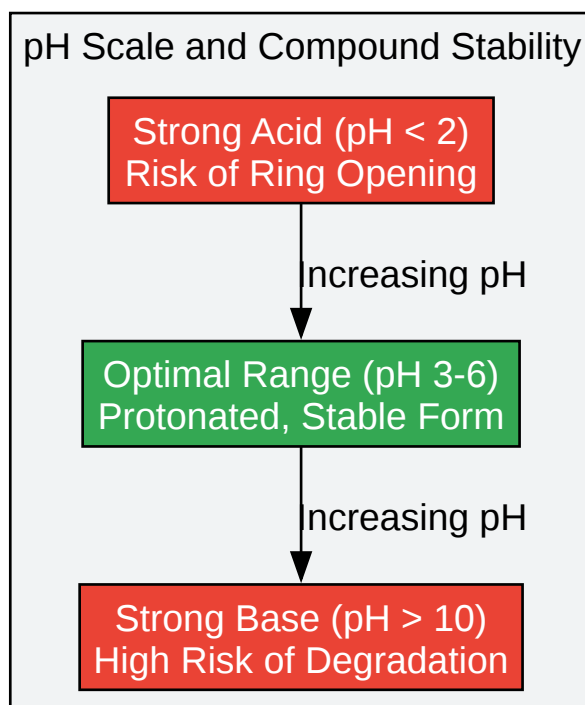 pH Scale and Compound Stability
Strong Acid (pH < 2)
Risk of Ring Opening
Increasing pH
Optimal Range (pH 3-6)
Protonated, Stable Form
Increasing pH
Strong Base (pH > 10)
High Risk of Degradation